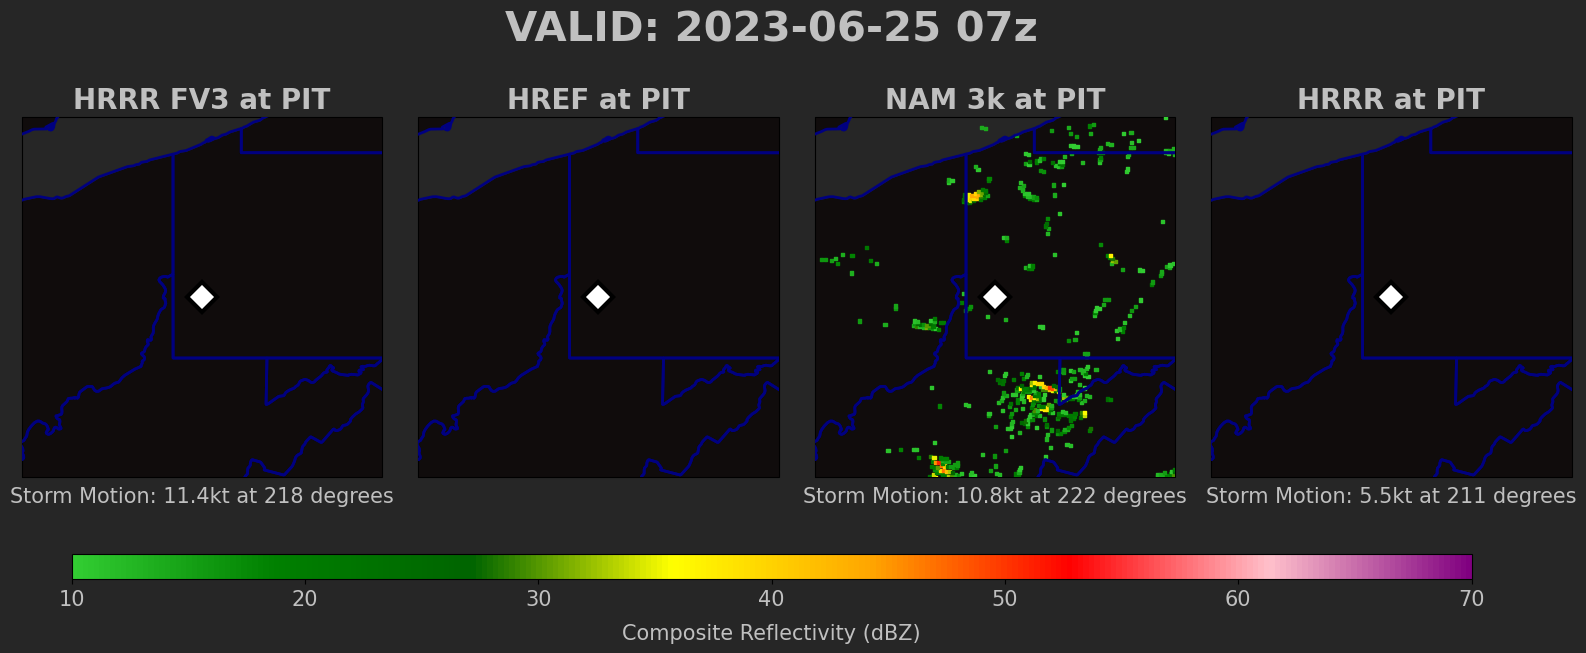 VALID: 2023-06-25 07z
HRRR FV3 at PIT
HREF at PIT
NAM 3k at PIT
HRRR at PIT
Storm Motion: 11.4kt at 218 degrees
Storm Motion: 10.8kt at 222 degrees
Storm Motion: 5.5kt at 211 degrees
10 20 30 40 50 60 70
Composite Reflectivity (dBZ)